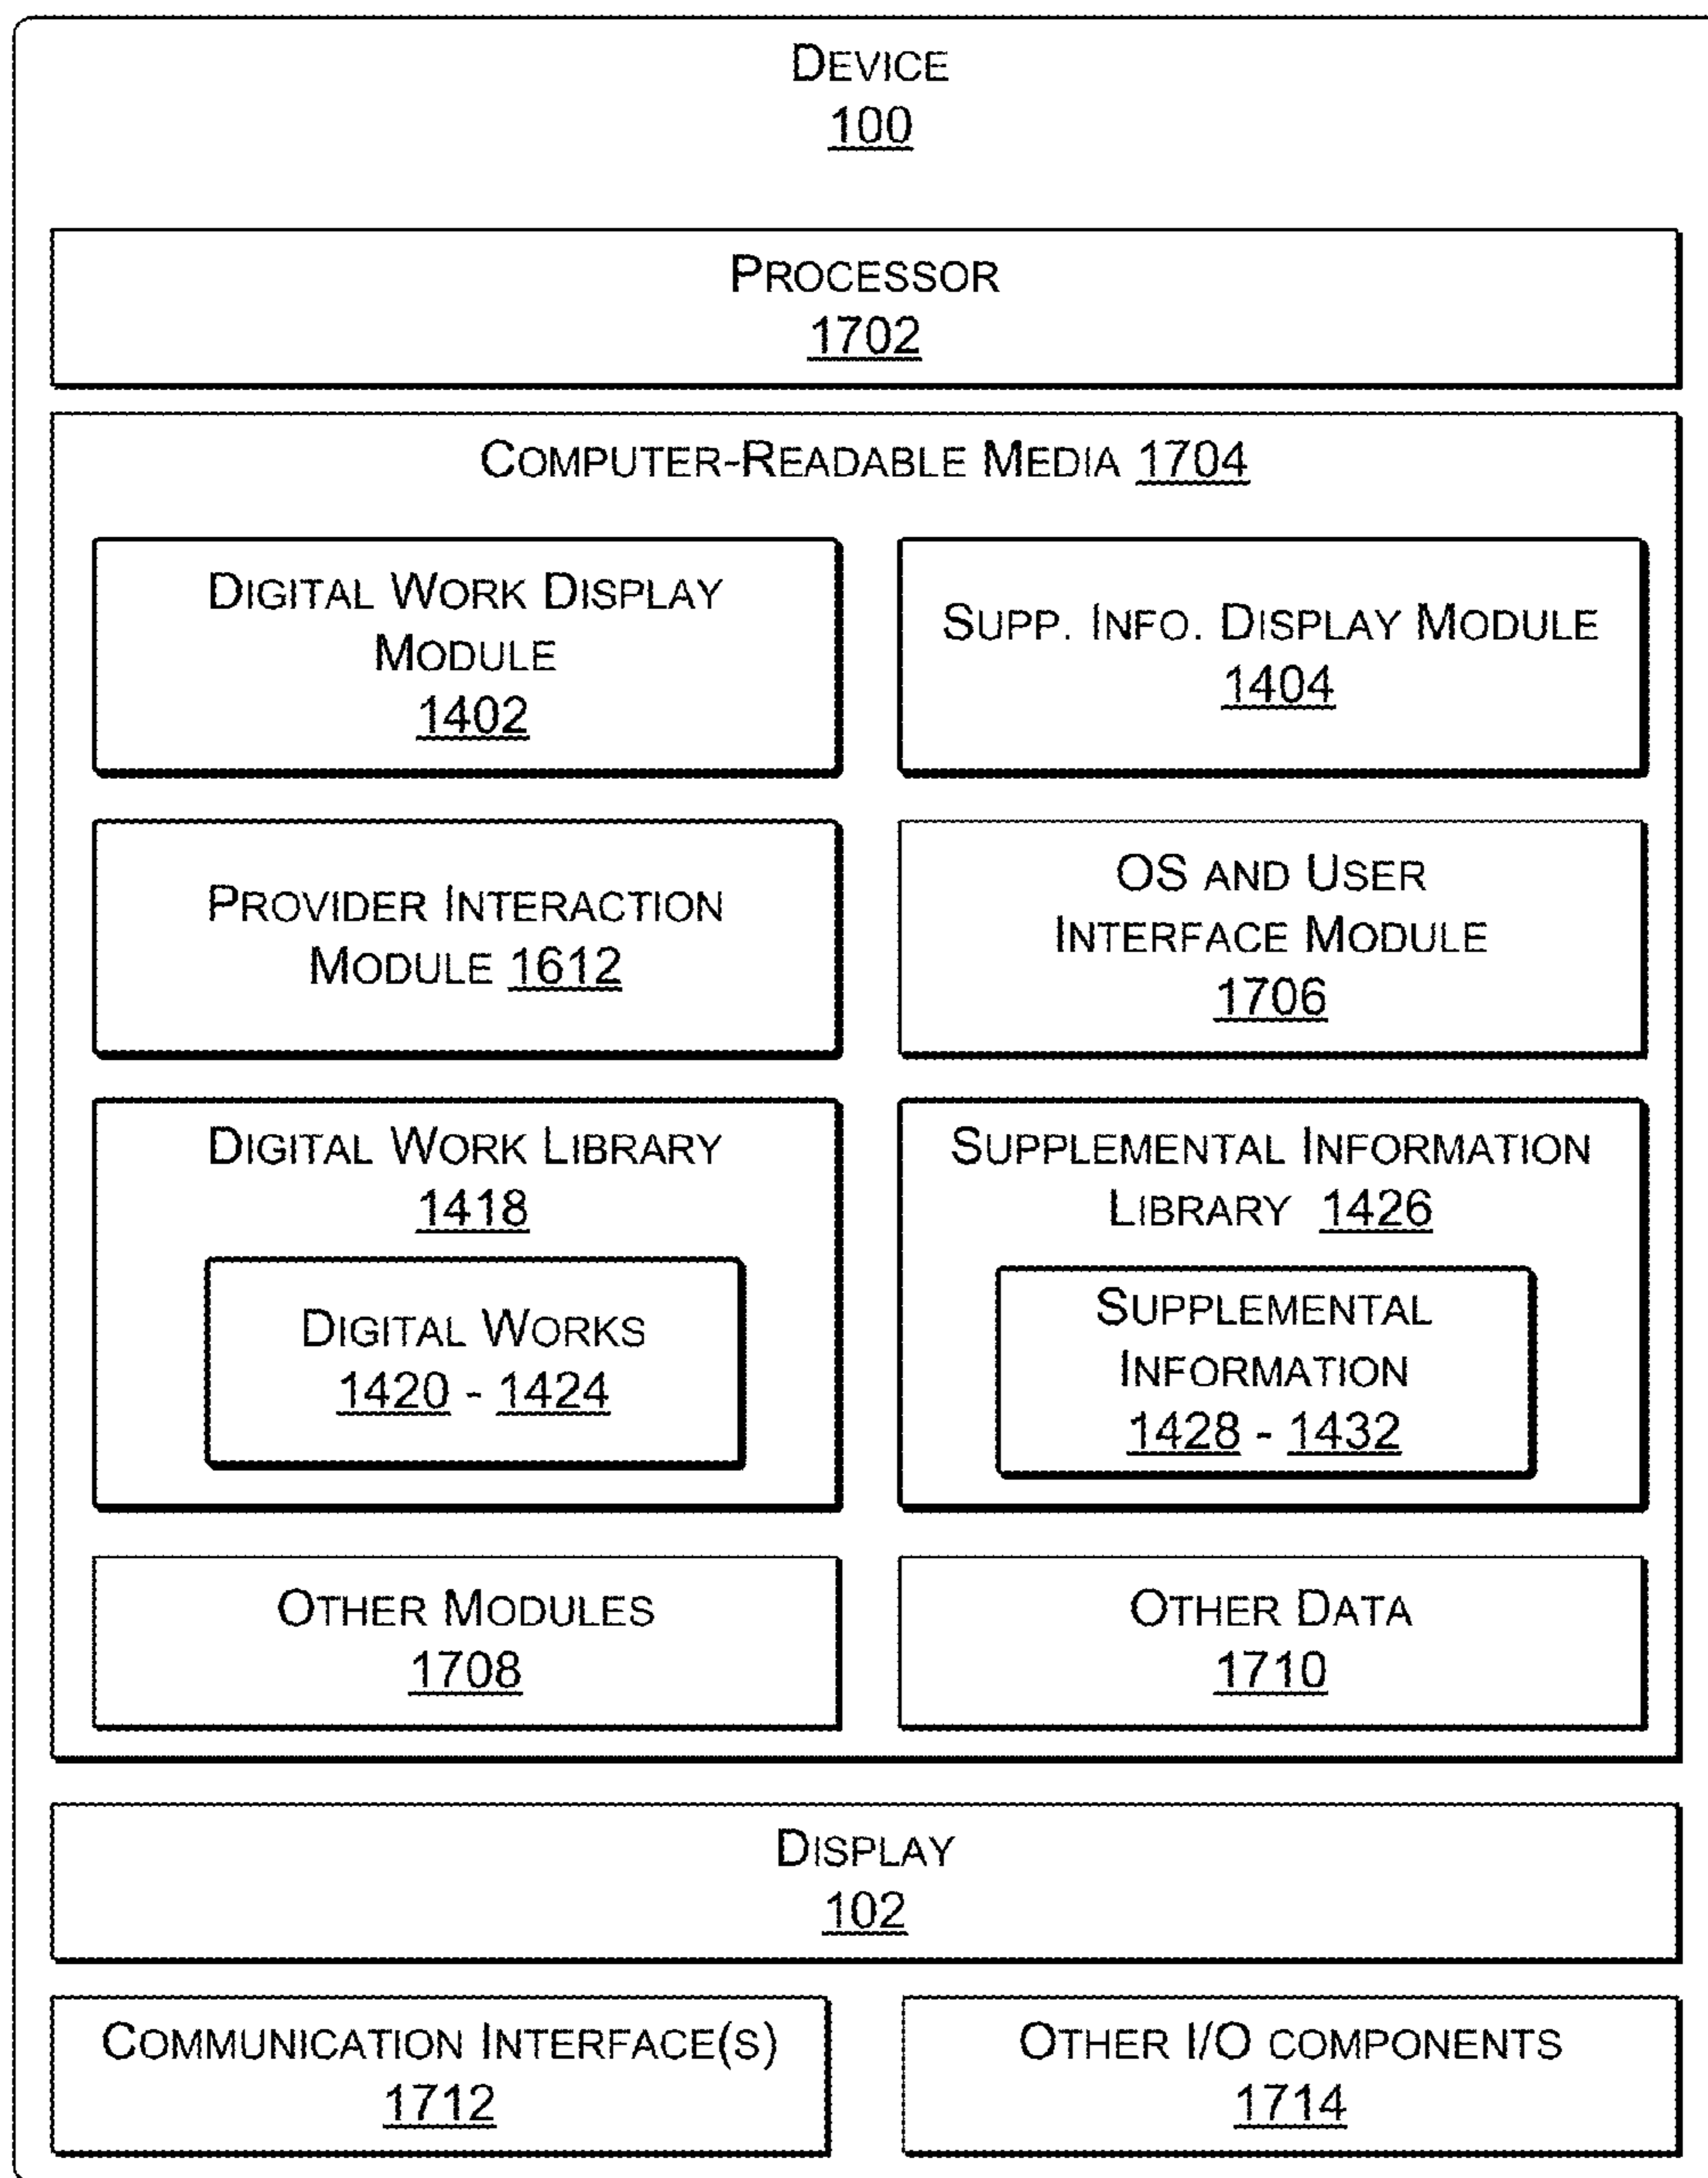 DEVICE
100
PROCESSOR
1702
COMPUTER-READABLE MEDIA 1704
DIGITAL WORK DISPLAY
MODULE
1402
SUPP. INFO. DISPLAY MODULE
1404
PROVIDER INTERACTION
MODULE 1612
OS AND USER
INTERFACE MODULE
1706
DIGITAL WORK LIBRARY
1418
DIGITAL WORKS
1420 - 1424
SUPPLEMENTAL INFORMATION
LIBRARY 1426
SUPPLEMENTAL
INFORMATION
1428 - 1432
OTHER MODULES
1708
OTHER DATA
1710
DISPLAY
102
COMMUNICATION INTERFACE(S)
1712
OTHER I/O COMPONENTS
1714